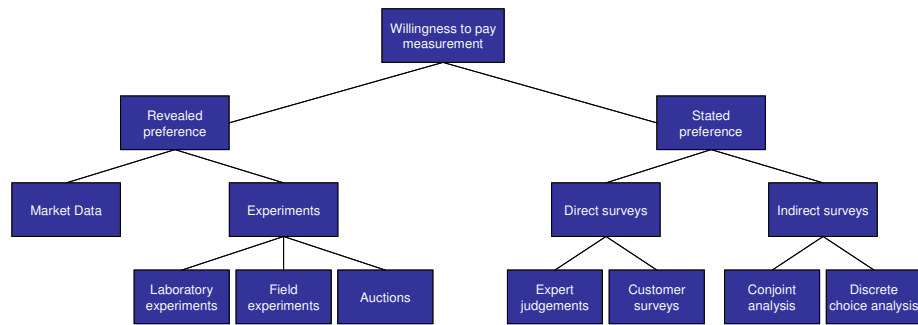 Willingness to pay
measurement
Revealed
preference
Stated
preference
Market Data
Experiments
Direct surveys
Indirect surveys
Laboratory
experiments
Field
experiments
Auctions
Expert
judgements
Customer
surveys
Conjoint
analysis
Discrete
choice analysis